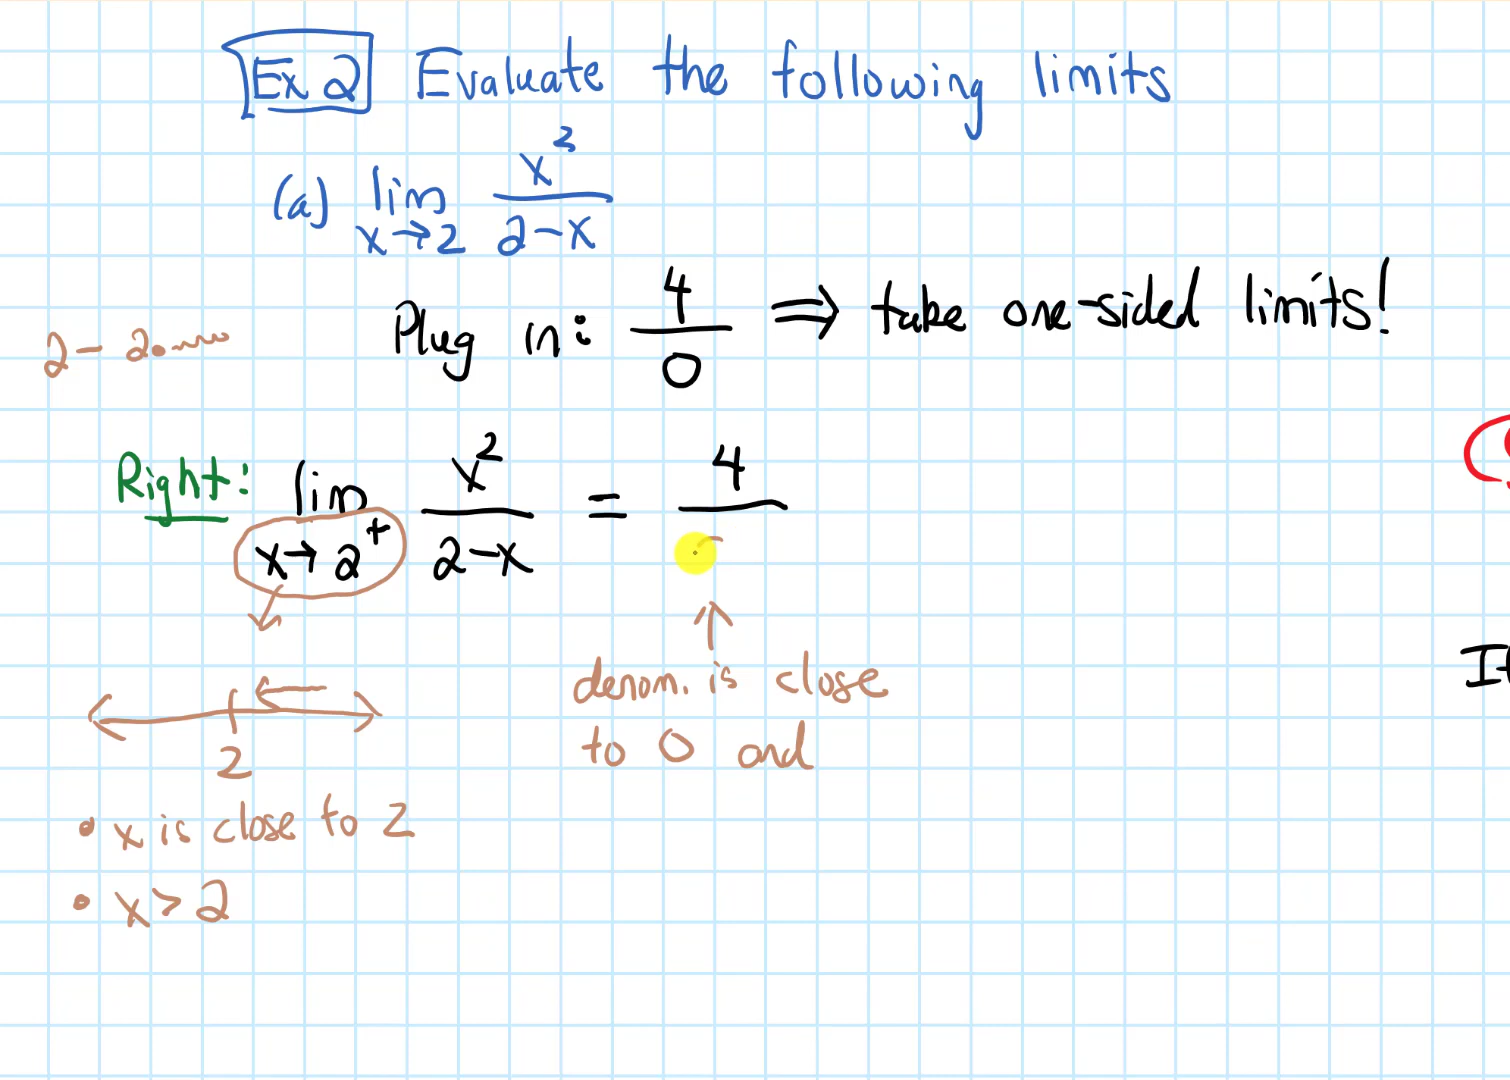 Ex 2 Evaluate the following limits
(a) lim x→2 x²/(2-x)
Plug in: 4/0 ⇒ take one-sided limits!
2 - 2.
Right: lim x→2⁺ x²/(2-x) = 4/
denom. is close
to 0 and
2
• x is close to 2
• x > 2